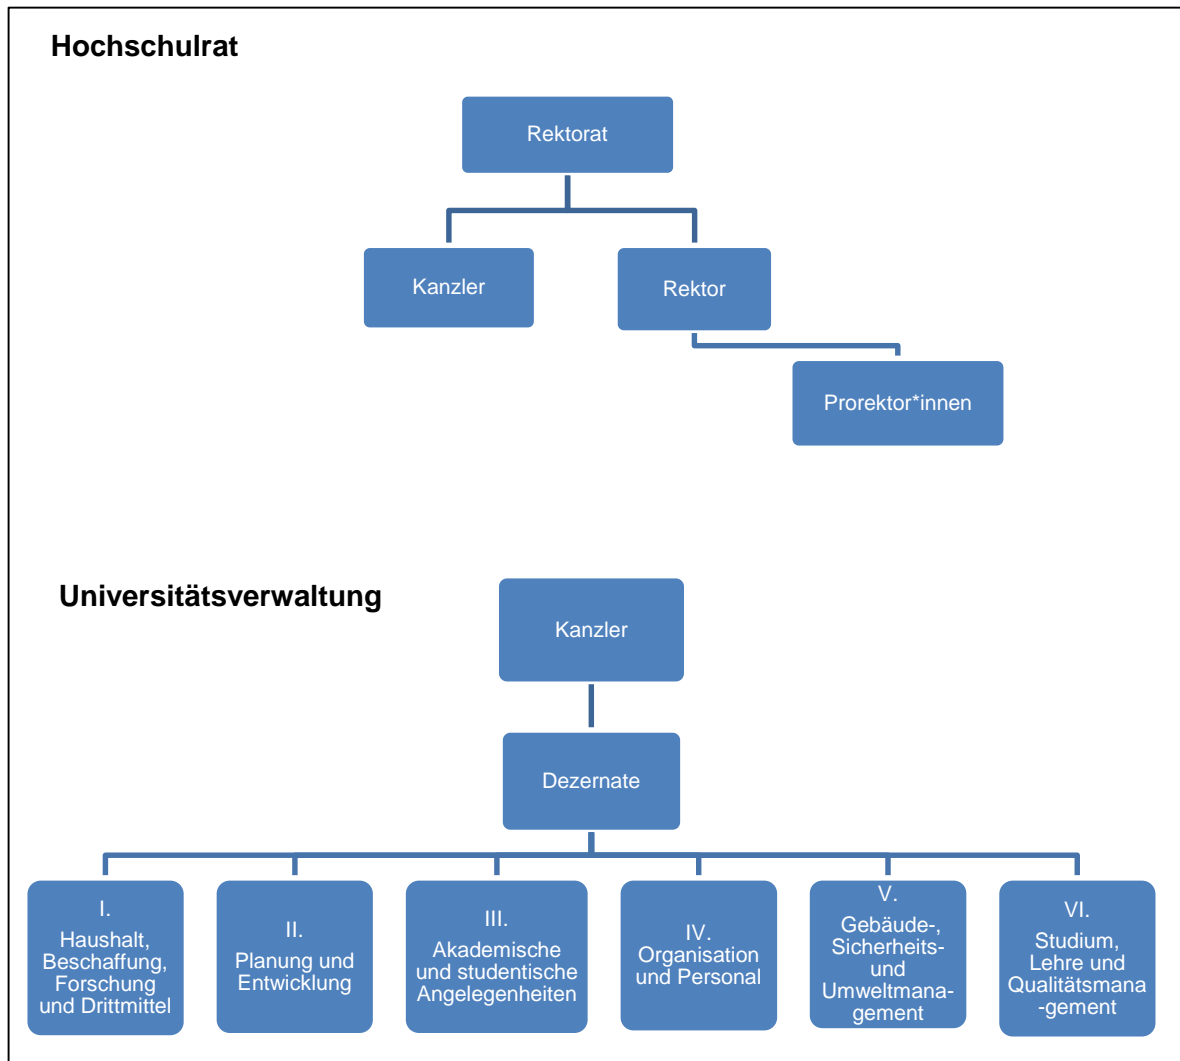 Hochschulrat
Rektorat
Kanzler
Rektor
Prorektor*innen
Universitätsverwaltung
Kanzler
Dezernate
I.
Haushalt,
Beschaffung,
Forschung
und Drittmittel
II.
Planung und
Entwicklung
III.
Akademische
und studentische
Angelegenheiten
IV.
Organisation
und Personal
V.
Gebäude-,
Sicherheits-
und
Umweltmana-
gement
VI.
Studium,
Lehre und
Qualitätsmana
-gement